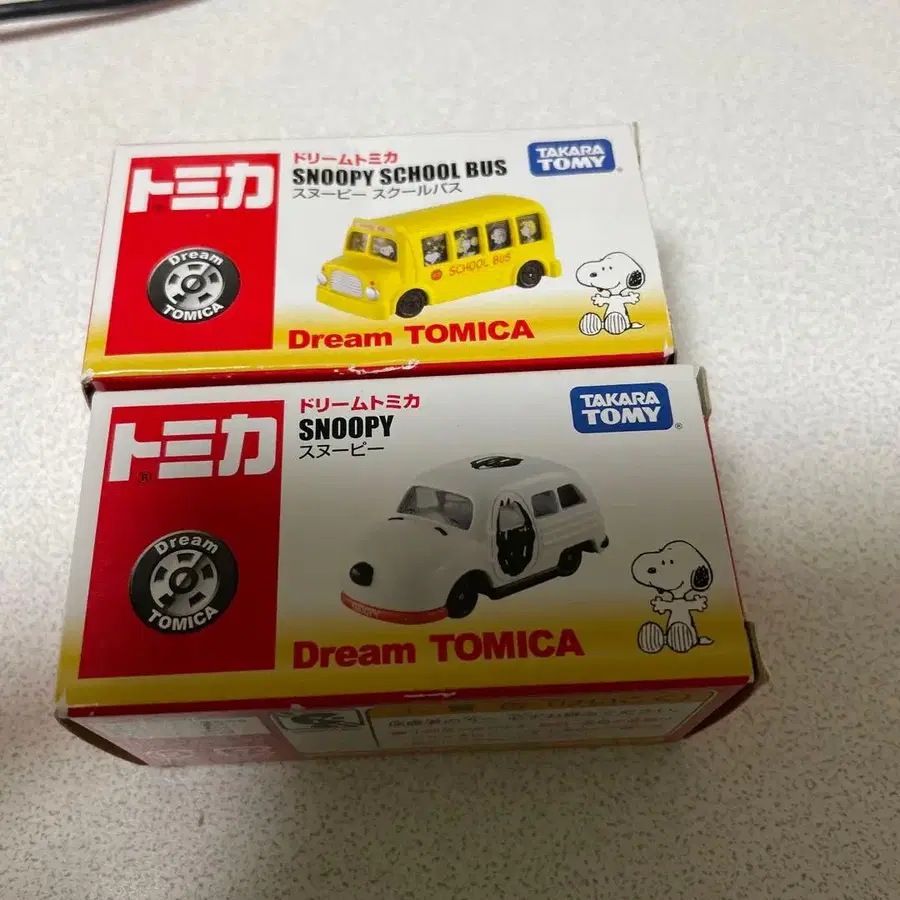 トミカ
Dream
TOMICA
ドリームトミカ
SNOOPY SCHOOL BUS
スヌーピー スクールバス
TAKARA
TOMY
SCHOOL BUS
Dream TOMICA
トミカ
®
Dream
TOMICA
ドリームトミカ
SNOOPY
スヌーピー
TAKARA
TOMY
®
SNOOPY
Dream TOMICA